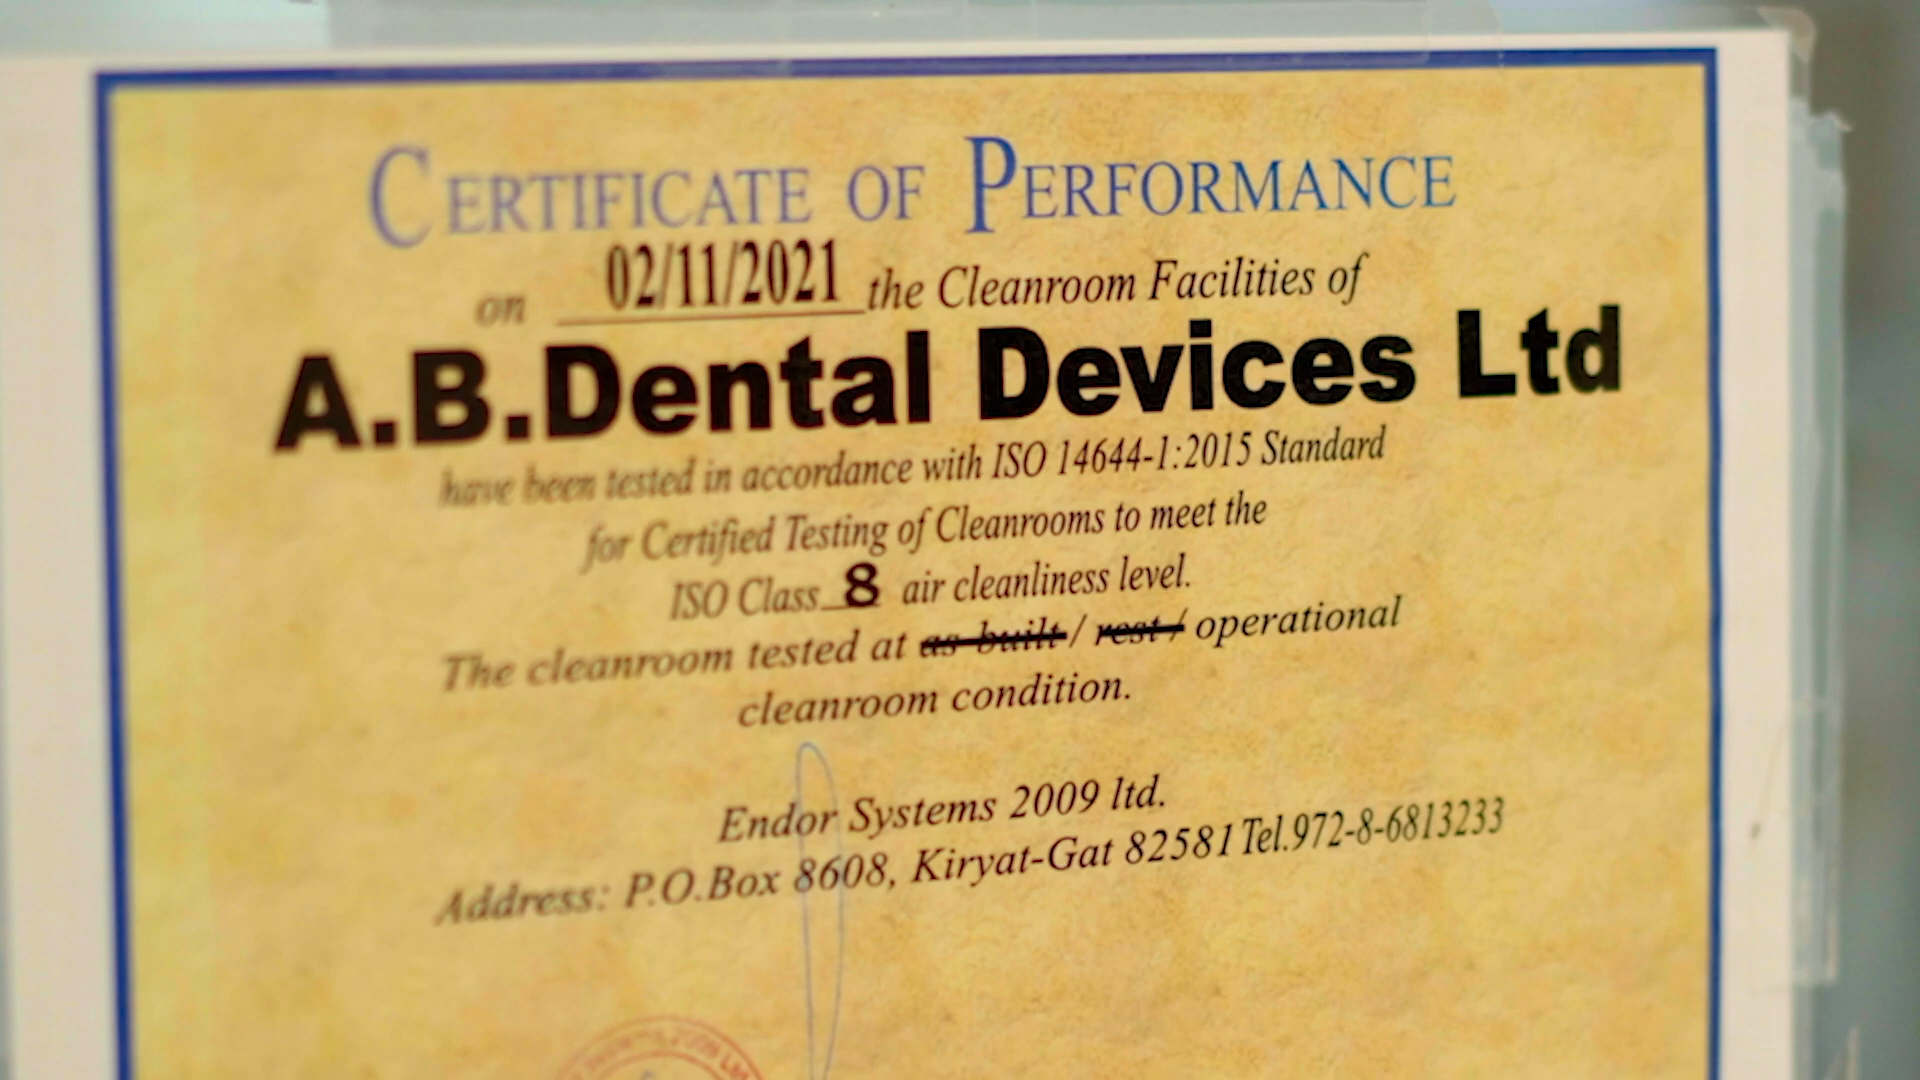 CERTIFICATE OF PERFORMANCE
on 02/11/2021 the Cleanroom Facilities of
A.B.Dental Devices Ltd
have been tested in accordance with ISO 14644-1:2015 Standard
for Certified Testing of Cleanrooms to meet the
ISO Class 8 air cleanliness level.
The cleanroom tested at as-built / rest / operational
cleanroom condition.
Endor Systems 2009 ltd.
Address: P.O.Box 8608, Kiryat-Gat 82581 Tel.972-8-6813233